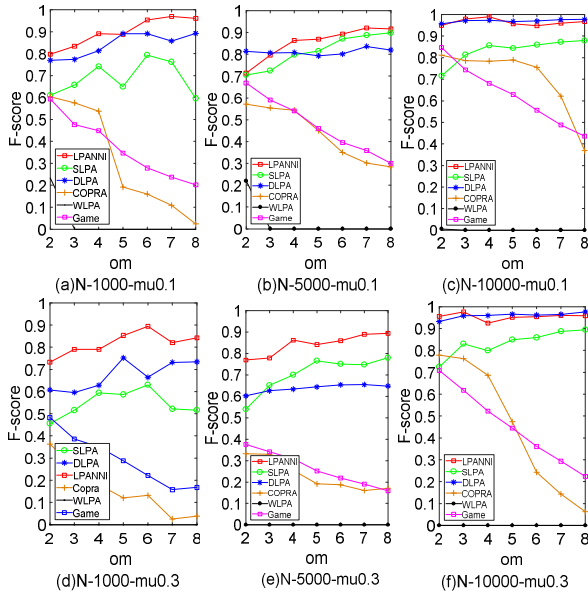 F-score
1
0.9
0.8
0.7
0.6
0.5
0.4
0.3
0.2
0.1
0
LPANNI
SLPA
DLPA
COPRA
WLPA
Game
2 3 4 5 6 7 8
om
(a)N-1000-mu0.1
F-score
1
0.9
0.8
0.7
0.6
0.5
0.4
0.3
0.2
0.1
0
LPANNI
SLPA
DLPA
COPRA
WLPA
Game
2 3 4 5 6 7 8
om
(b)N-5000-mu0.1
F-score
1
0.9
0.8
0.7
0.6
0.5
0.4
0.3
0.2
0.1
0
LPANNI
SLPA
DLPA
COPRA
WLPA
Game
2 3 4 5 6 7 8
om
(c)N-10000-mu0.1
F-score
1
0.9
0.8
0.7
0.6
0.5
0.4
0.3
0.2
0.1
0
SLPA
DLPA
LPANNI
Copra
WLPA
Game
2 3 4 5 6 7 8
om
(d)N-1000-mu0.3
F-score
1
0.9
0.8
0.7
0.6
0.5
0.4
0.3
0.2
0.1
0
LPANNI
SLPA
DLPA
COPRA
WLPA
Game
2 3 4 5 6 7 8
om
(e)N-5000-mu0.3
F-score
1
0.9
0.8
0.7
0.6
0.5
0.4
0.3
0.2
0.1
0
LPANNI
SLPA
DLPA
COPRA
WLPA
Game
2 3 4 5 6 7 8
om
(f)N-10000-mu0.3